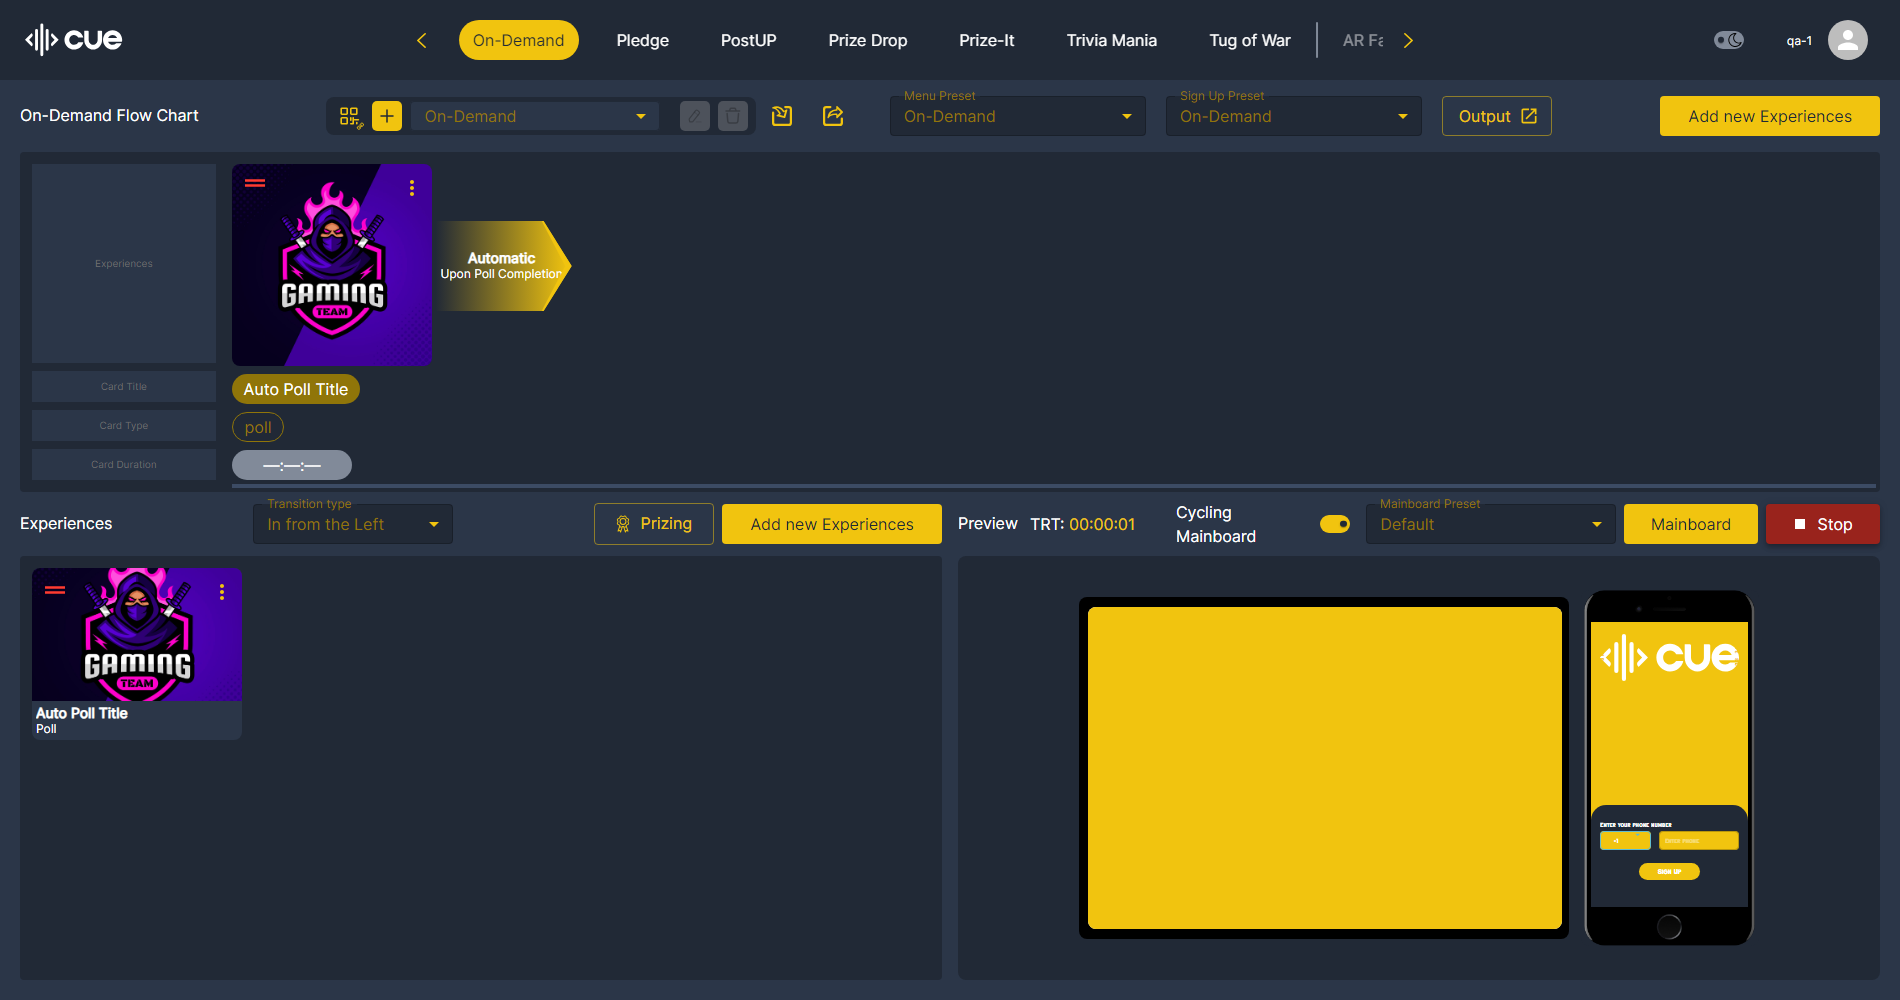 cue
On-Demand
Pledge
PostUP
Prize Drop
Prize-It
Trivia Mania
Tug of War
AR Fa
qa-1
On-Demand Flow Chart
On-Demand
Menu Preset
On-Demand
Sign Up Preset
On-Demand
Output
Add new Experiences
Experiences
GAMING
TEAM
Automatic
Upon Poll Completion
Card Title
Auto Poll Title
Card Type
poll
Card Duration
—:—:—
Experiences
Transition type
In from the Left
Prizing
Add new Experiences
Preview
TRT: 00:00:01
Cycling
Mainboard
Mainboard Preset
Default
Mainboard
Stop
GAMING
TEAM
Auto Poll Title
Poll
cue
Enter your phone number
+1
Enter phone
Sign Up